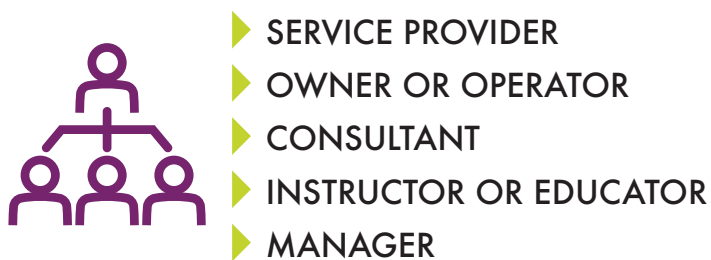 SERVICE PROVIDER
OWNER OR OPERATOR
CONSULTANT
INSTRUCTOR OR EDUCATOR
MANAGER